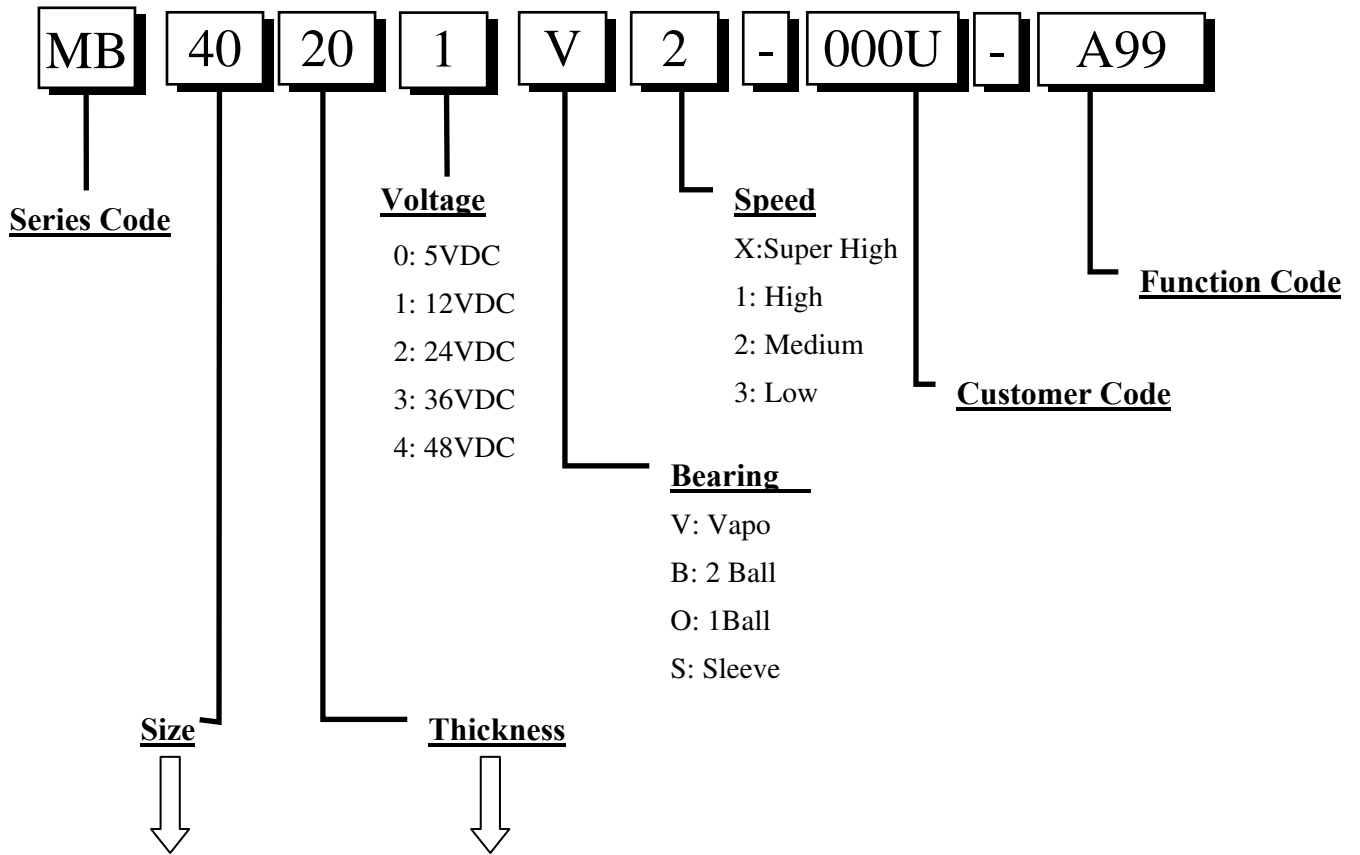 MB 40 20 1 V 2 - 000U - A99
Series Code
Voltage
0: 5VDC
1: 12VDC
2: 24VDC
3: 36VDC
4: 48VDC
Speed
X:Super High
1: High
2: Medium
3: Low
Function Code
Customer Code
Bearing
V: Vapo
B: 2 Ball
O: 1Ball
S: Sleeve
Size
Thickness